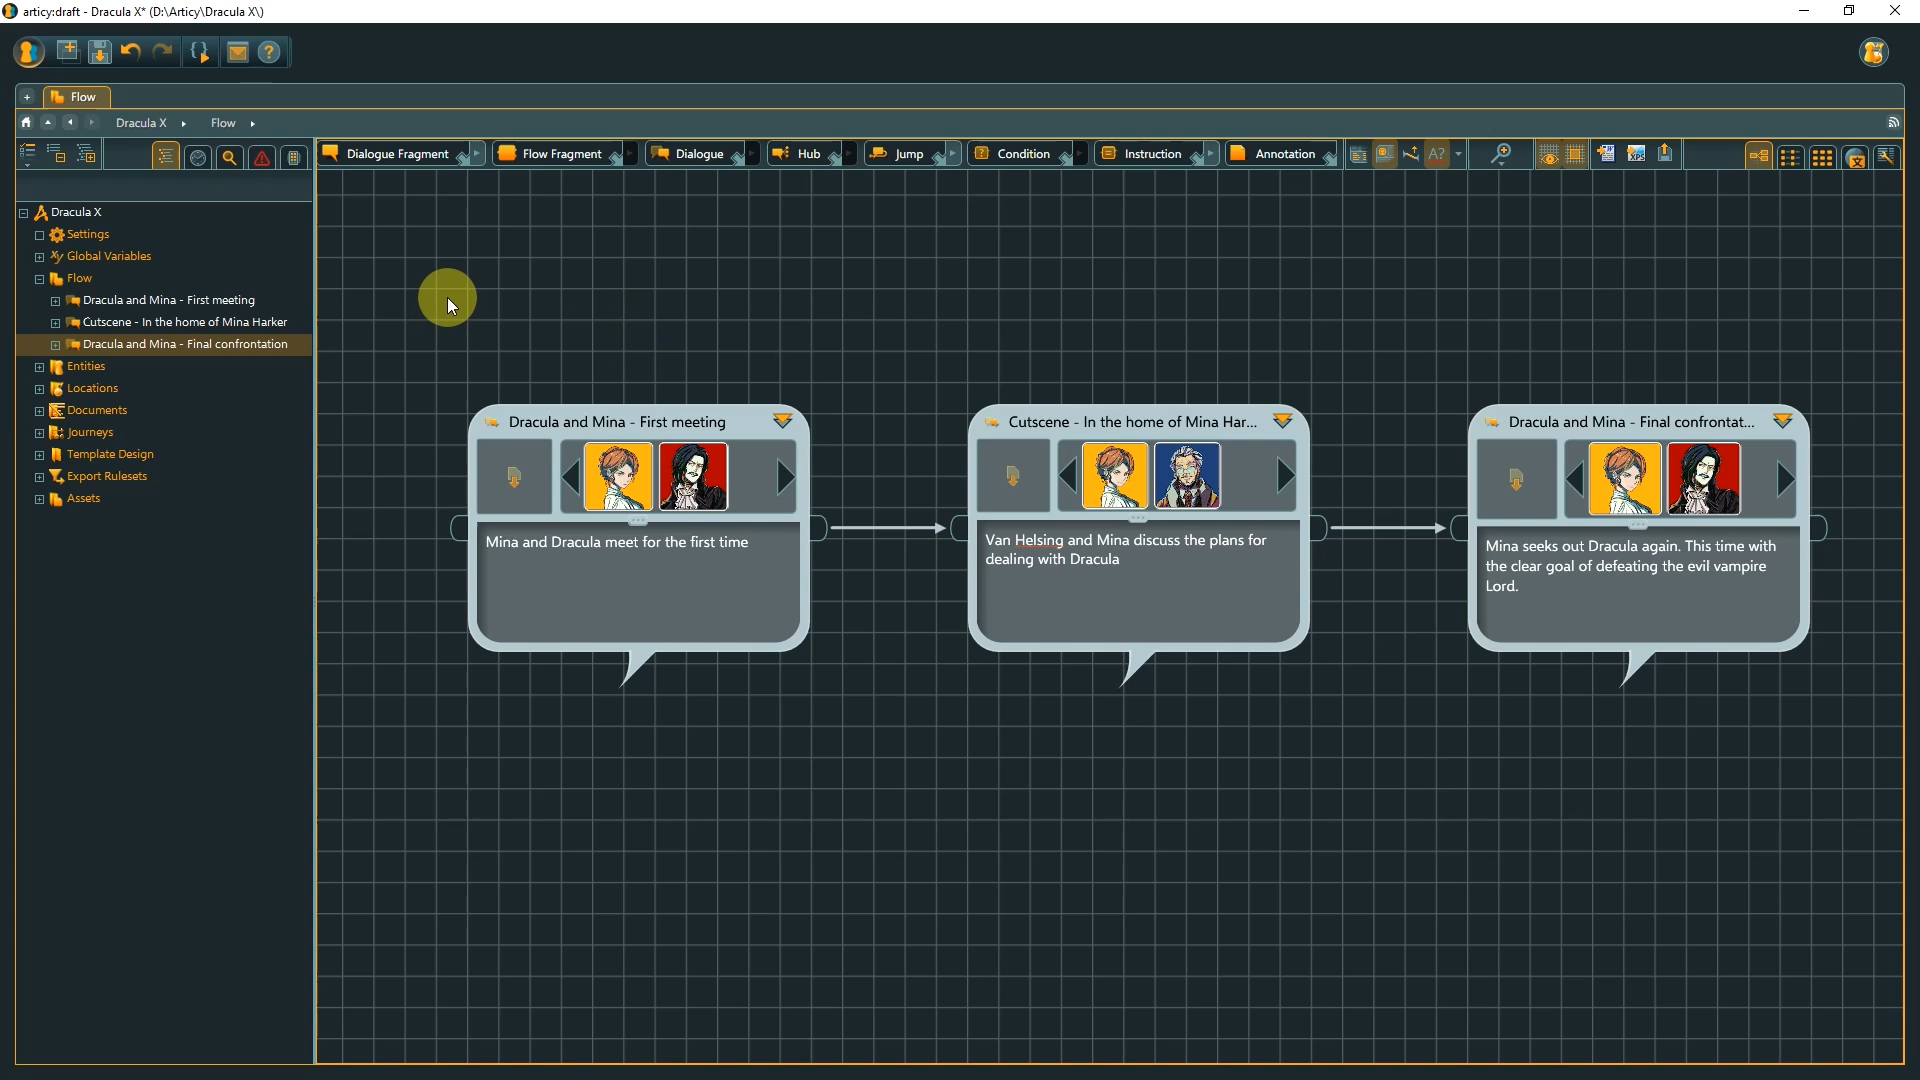 articy:draft - Dracula X* (D:\Articy\Dracula X\)
Flow
Dracula X
Flow
Dialogue Fragment
Flow Fragment
Dialogue
Hub
Jump
Condition
Instruction
Annotation
A?
XPS
Dracula X
Settings
Global Variables
Flow
Dracula and Mina - First meeting
Cutscene - In the home of Mina Harker
Dracula and Mina - Final confrontation
Entities
Locations
Documents
Journeys
Template Design
Export Rulesets
Assets
Dracula and Mina - First meeting
Mina and Dracula meet for the first time
Cutscene - In the home of Mina Har...
Van Helsing and Mina discuss the plans for
dealing with Dracula
Dracula and Mina - Final confrontat...
Mina seeks out Dracula again. This time with
the clear goal of defeating the evil vampire
Lord.